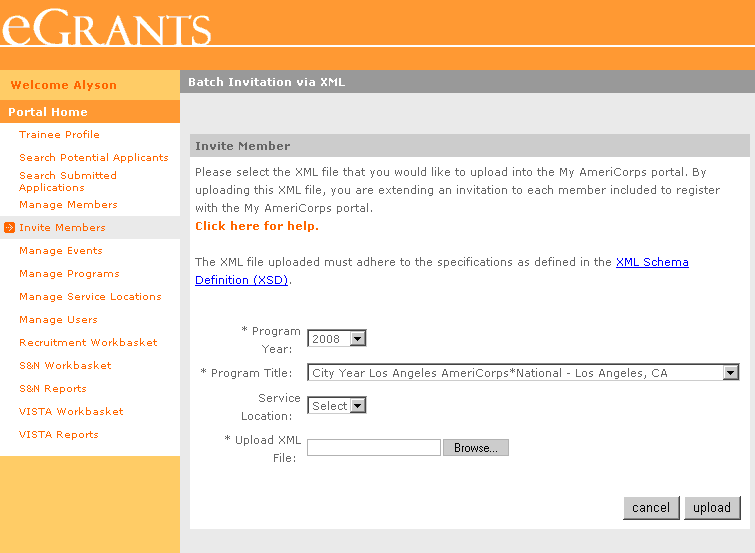 eGRANTS
Welcome Alyson
Portal Home
Trainee Profile
Search Potential Applicants
Search Submitted
Applications
Manage Members
Invite Members
Manage Events
Manage Programs
Manage Service Locations
Manage Users
Recruitment Workbasket
S&N Workbasket
S&N Reports
VISTA Workbasket
VISTA Reports
Batch Invitation via XML
Invite Member
Please select the XML file that you would like to upload into the My AmeriCorps portal. By
uploading this XML file, you are extending an invitation to each member included to register
with the My AmeriCorps portal.
Click here for help.
The XML file uploaded must adhere to the specifications as defined in the XML Schema
Definition (XSD).
* Program
Year:
2008
* Program Title:
City Year Los Angeles AmeriCorps*National - Los Angeles, CA
Service
Location:
Select
* Upload XML
File:
Browse...
cancel
upload